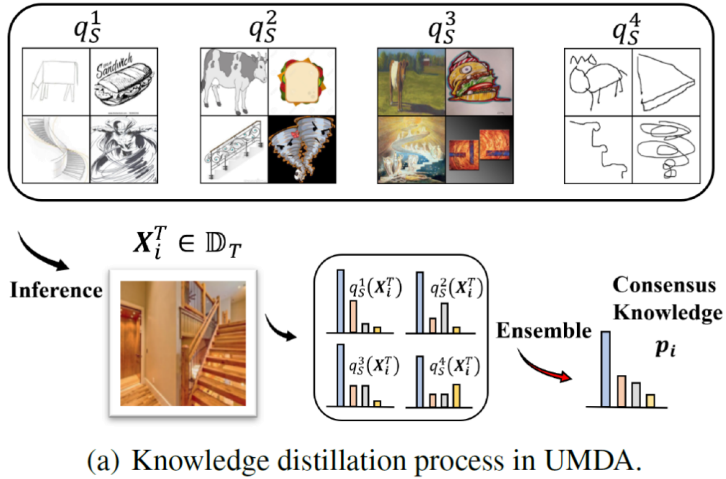 q_S^1 q_S^2 q_S^3 q_S^4
Sandwich
X_i^T ∈ 𝔻_T
Inference
q_S^1(X_i^T) q_S^2(X_i^T)
q_S^3(X_i^T) q_S^4(X_i^T)
Ensemble
Consensus
Knowledge
p_i
(a) Knowledge distillation process in UMDA.